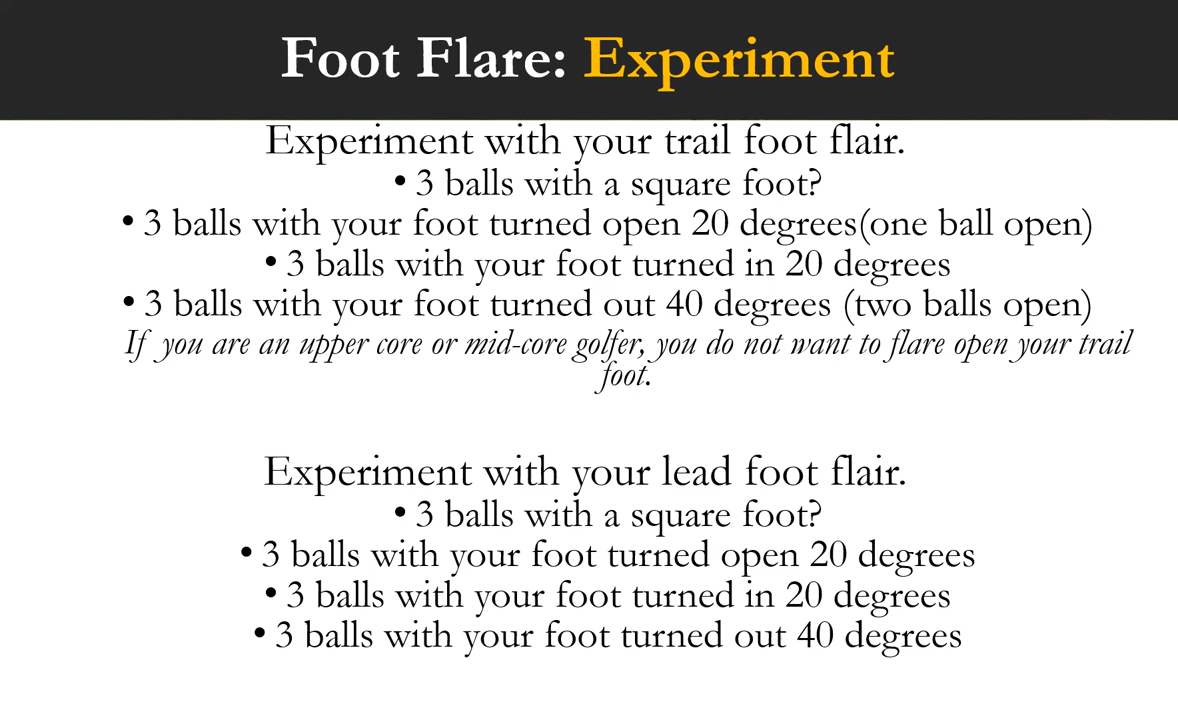 Foot Flare: Experiment
Experiment with your trail foot flair.
• 3 balls with a square foot?
• 3 balls with your foot turned open 20 degrees(one ball open)
• 3 balls with your foot turned in 20 degrees
• 3 balls with your foot turned out 40 degrees (two balls open)
If you are an upper core or mid-core golfer, you do not want to flare open your trail
foot.
Experiment with your lead foot flair.
• 3 balls with a square foot?
• 3 balls with your foot turned open 20 degrees
• 3 balls with your foot turned in 20 degrees
• 3 balls with your foot turned out 40 degrees